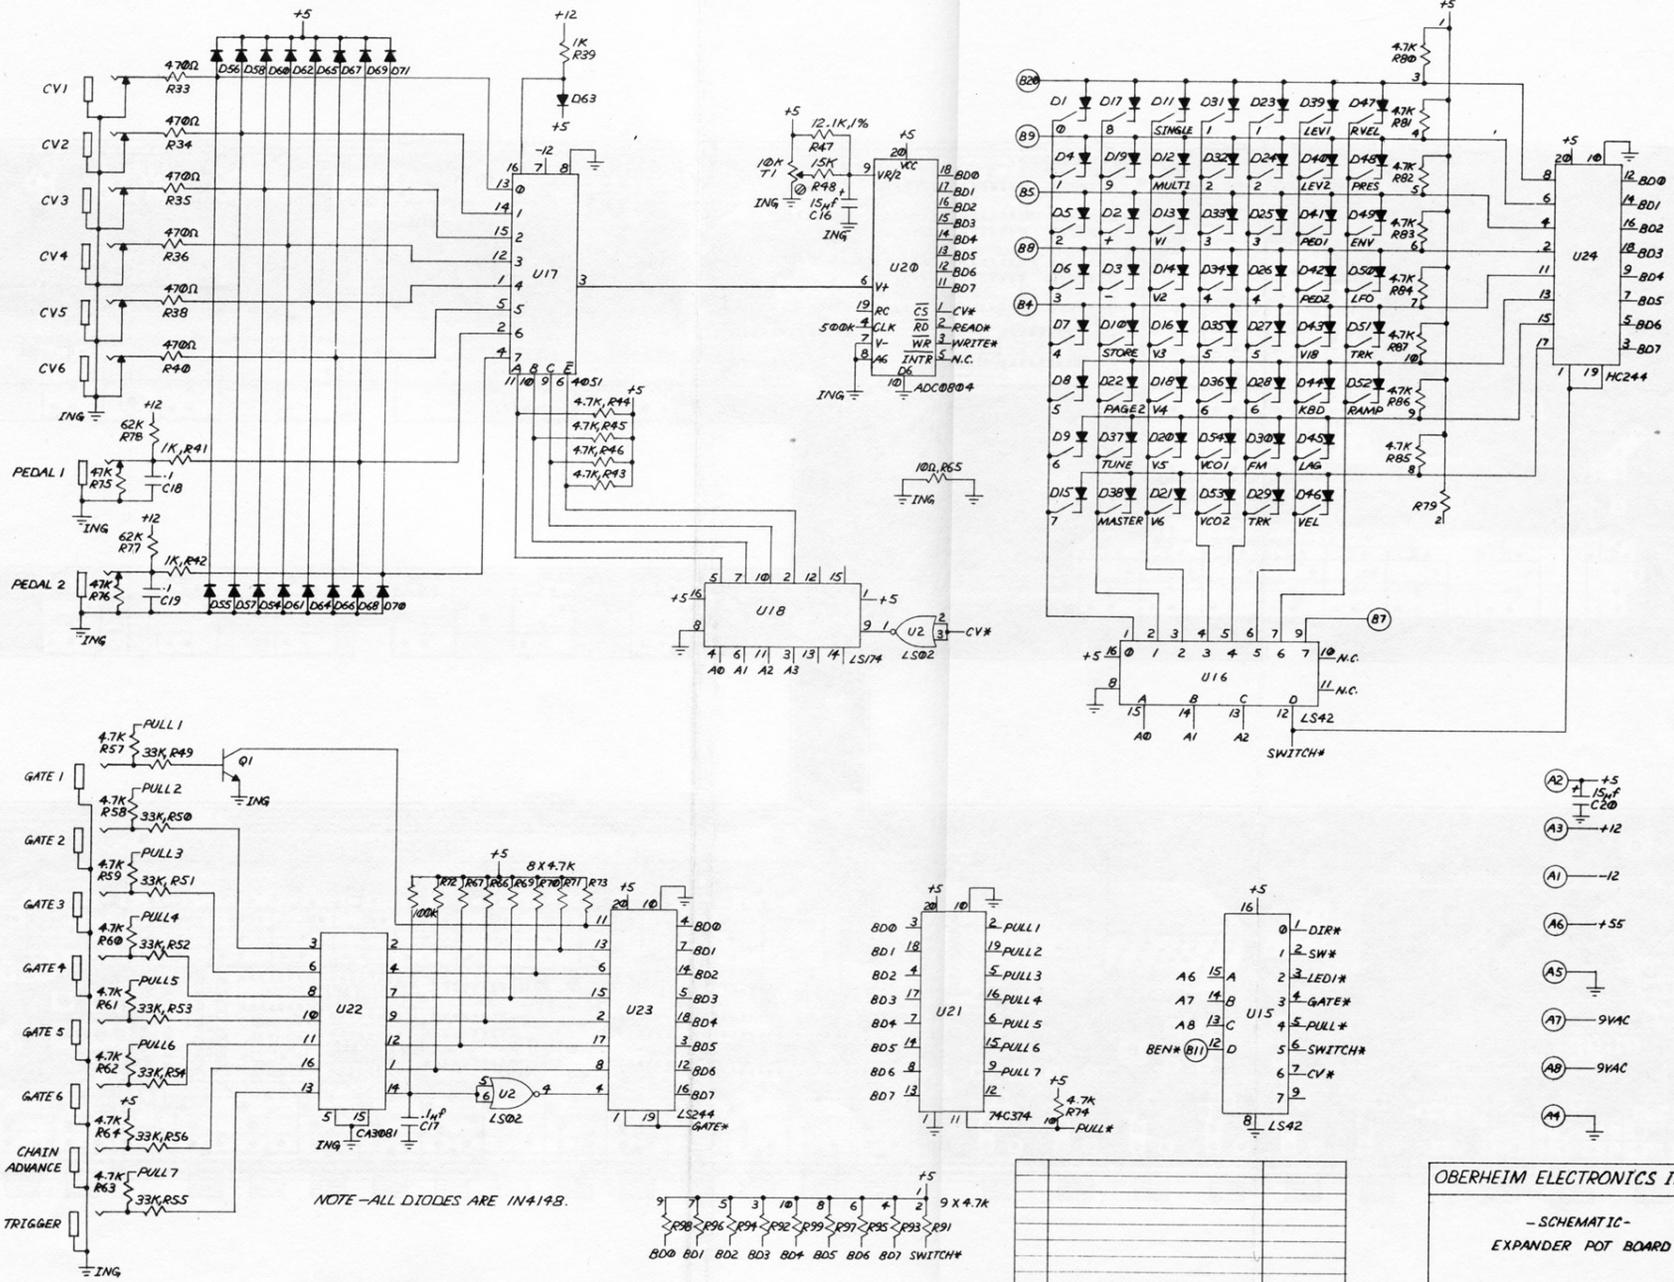 +5
D56 D58 D60 D62 D65 D67 D69 D71
CV1
470Ω
R33
CV2
470Ω
R34
CV3
470Ω
R35
CV4
470Ω
R36
CV5
470Ω
R38
CV6
470Ω
R40
ING
+12
62K
R78
1K,R41
PEDAL 1
47K
R75
.1
C18
ING
+12
62K
R77
1K,R42
PEDAL 2
47K
R76
.1
C19
ING
D55 D57 D54 D61 D64 D66 D68 D70
+12
1K
R39
D63
+5
-12
16 7 8
13 0
14 1
15 2
12 3
1 4
5 5
2 6
4 7
U17
3
A B C E
11 10 9 6 4051
+5
4.7K,R44
4.7K,R45
4.7K,R46
4.7K,R43
+5
12.1K,1%
R47
10K
T1
15K
R48
15µf
C16
ING
ING
+5
20
VCC
9 VR/2
18 BD0
17 BD1
16 BD2
15 BD3
14 BD4
13 BD5
12 BD6
11 BD7
U20
6 V+
19 RC
500K 4 CLK
7 V-
8 AG
CS 1 CV*
RD 2 READ*
WR 3 WRITE*
INTR 5 N.C.
DG
10 ADC0804
ING
10Ω,R65
ING
5 7 10 2 12 15
+5 16
1 +5
U18
8
9 1 U2 2 3 CV*
LS02
4 6 11 3 13 14 LS174
A0 A1 A2 A3
+5
1
4.7K
R80
3
B20
D1 D17 D11 D31 D23 D39 D47
0 8 SINGLE 1 1 LEV1 RVEL
4.7K
R81
4
B9
D4 D19 D12 D32 D24 D40 D48
1 9 MULTI 2 2 LEV2 PRES
4.7K
R82
5
B5
D5 D2 D13 D33 D25 D41 D49
2 + V1 3 3 PED1 ENV
4.7K
R83
6
B8
D6 D3 D14 D34 D26 D42 D50
3 - V2 4 4 PED2 LFO
4.7K
R84
7
B4
D7 D10 D16 D35 D27 D43 D51
4 STORE V3 5 5 VIB TRK
4.7K
R87
10
D8 D22 D18 D36 D28 D44 D52
5 PAGE2 V4 6 6 KBD RAMP
4.7K
R86
9
D9 D37 D20 D54 D30 D45
6 TUNE V5 VCO1 FM LAG
4.7K
R85
8
D15 D38 D21 D53 D29 D46
7 MASTER V6 VCO2 TRK VEL
R79
2
+5
20 10
8 12 BD0
6 14 BD1
4 16 BD2
2 18 BD3
11 9 BD4
13 7 BD5
15 5 BD6
17 3 BD7
U24
1 19 HC244
B7
1 2 3 4 5 6 7 9
+5 16 0 1 2 3 4 5 6 7 10 N.C.
U16
8
11 N.C.
A B C D
15 14 13 12 LS42
A0 A1 A2
SWITCH*
PULL 1
4.7K
R57
33K,R49
GATE 1
Q1
ING
PULL 2
4.7K
R58
33K,R50
GATE 2
PULL 3
4.7K
R59
33K,R51
GATE 3
PULL4
4.7K
R60
33K,R52
GATE 4
PULL5
4.7K
R61
33K,R53
GATE 5
PULL6
4.7K
R62
33K,R54
GATE 6
+5
4.7K
R64
33K,R56
CHAIN
ADVANCE
PULL7
4.7K
R63
33K,R55
TRIGGER
ING
3 2
6 4
8 7
10 9
11 12
16 1
13 14
U22
5 15
ING CA3081
+5
8 X 4.7K
R72 R67 R66 R69 R70 R71 R73
100K
.1µf
C17
5 6 U2 4
LS02
+5
20 10
11 4 BD0
13 7 BD1
6 14 BD2
15 5 BD3
2 18 BD4
17 3 BD5
8 12 BD6
4 16 BD7
U23
1 19 LS244
GATE*
+5
20 10
BD0 3 2 PULL1
BD1 18 19 PULL2
BD2 4 5 PULL3
BD3 17 16 PULL4
BD4 7 6 PULL5
BD5 14 15 PULL6
BD6 8 9 PULL7
BD7 13 12
U21
1 11 74C374
+5
4.7K
R74
10 PULL*
+5
16
0 1 DIR*
1 2 SW*
A6 15 A 2 3 LED1*
A7 14 B 3 4 GATE*
U15
A8 13 C 4 5 PULL*
BEN* B11 12 D 5 6 SWITCH*
6 7 CV*
7 9
8 LS42
A2 +5
15µf
C20
A3 +12
A1 -12
A6 +55
A5
A7 9VAC
A8 9VAC
A4
NOTE-ALL DIODES ARE IN4148.
+5
1
9 7 5 3 10 8 6 4 2 9 X 4.7K
R98 R96 R94 R92 R99 R97 R95 R93 R91
BD0 BD1 BD2 BD3 BD4 BD5 BD6 BD7 SWITCH*
OBERHEIM ELECTRONICS
-SCHEMATIC-
EXPANDER POT BOARD